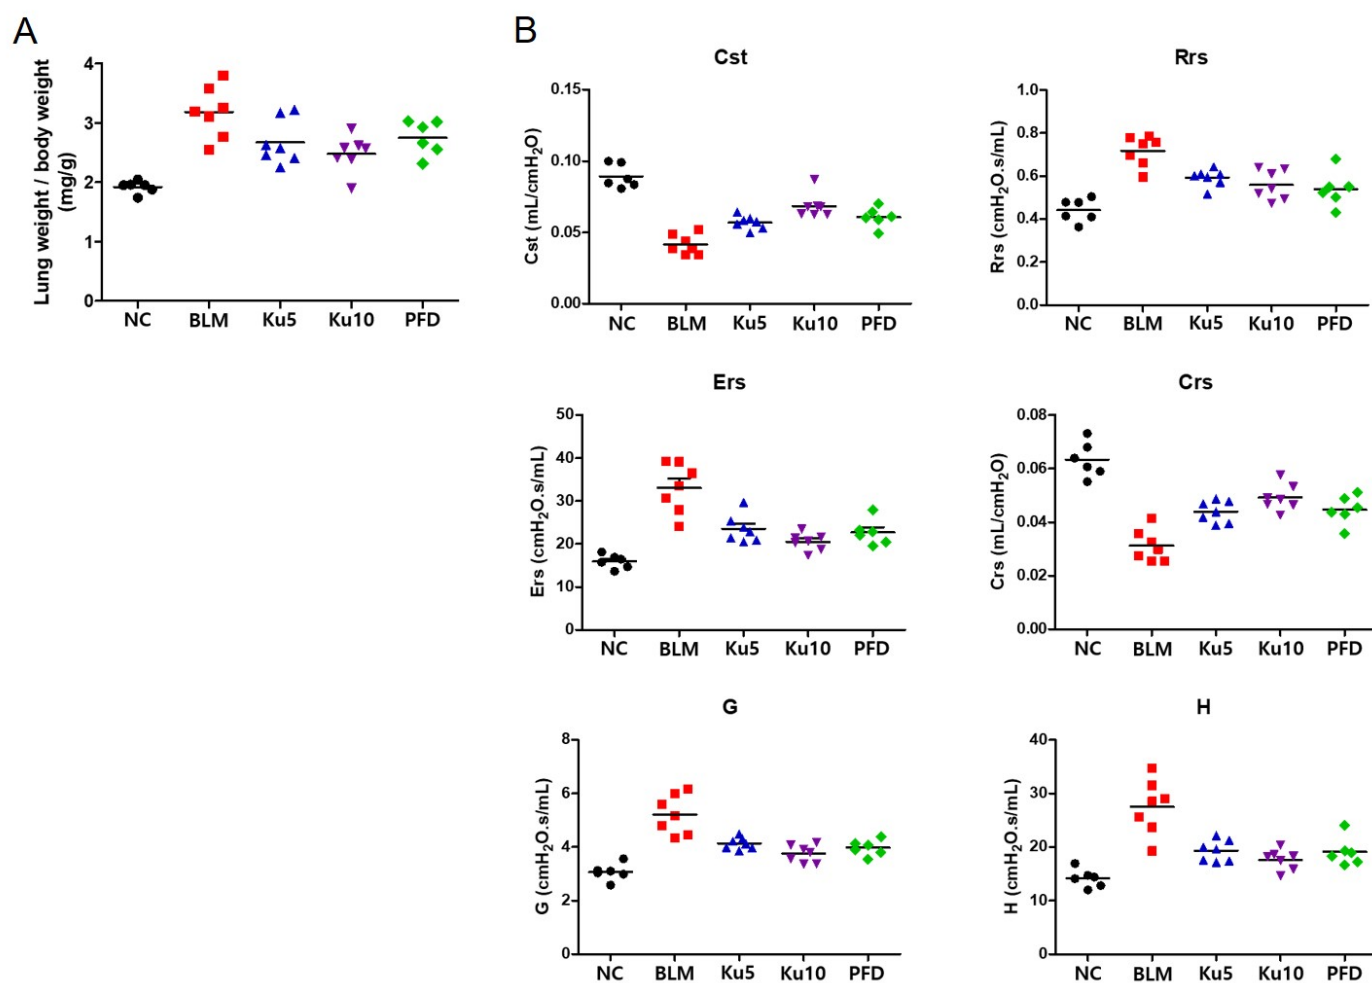 A
B
Lung weight / body weight
(mg/g)
4
3
2
1
0
NC BLM Ku5 Ku10 PFD
Cst
Cst (mL/cmH₂O)
0.15
0.10
0.05
0.00
NC BLM Ku5 Ku10 PFD
Rrs
Rrs (cmH₂O.s/mL)
1.0
0.8
0.6
0.4
0.2
0.0
NC BLM Ku5 Ku10 PFD
Ers
Ers (cmH₂O.s/mL)
50
40
30
20
10
0
NC BLM Ku5 Ku10 PFD
Crs
Crs (mL/cmH₂O)
0.08
0.06
0.04
0.02
0.00
NC BLM Ku5 Ku10 PFD
G
G (cmH₂O.s/mL)
8
6
4
2
0
NC BLM Ku5 Ku10 PFD
H
H (cmH₂O.s/mL)
40
30
20
10
0
NC BLM Ku5 Ku10 PFD